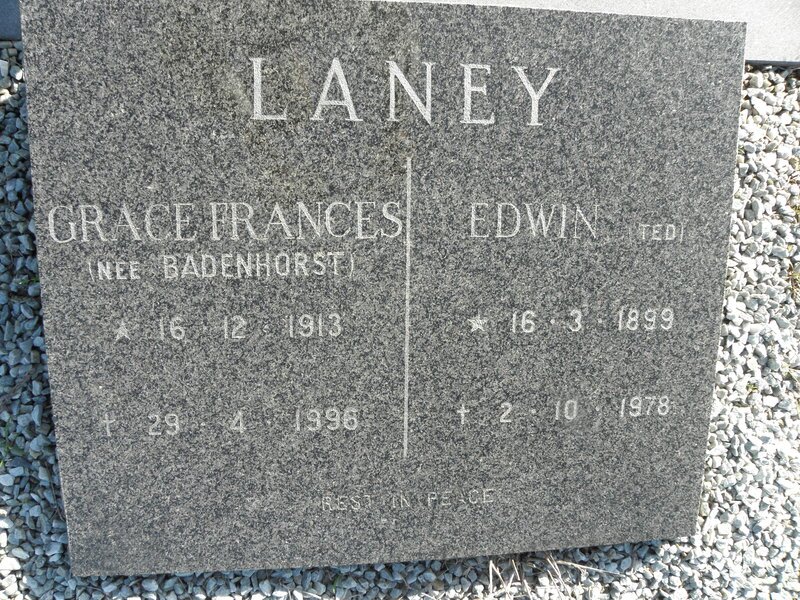 LANEY
GRACE FRANCES
(NEE BADENHORST)
★ 16 · 12 · 1913
† 29 · 4 · 1996
EDWIN (TED)
★ 16 · 3 · 1899
† 2 · 10 · 1978
REST IN PEACE